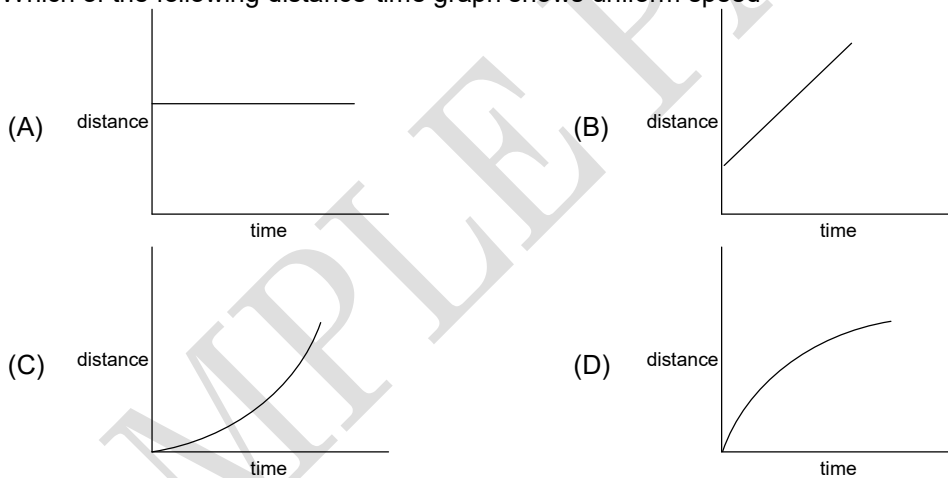 Which of the following distance-time graph shows uniform speed
(A) distance
time
(B) distance
time
(C) distance
time
(D) distance
time